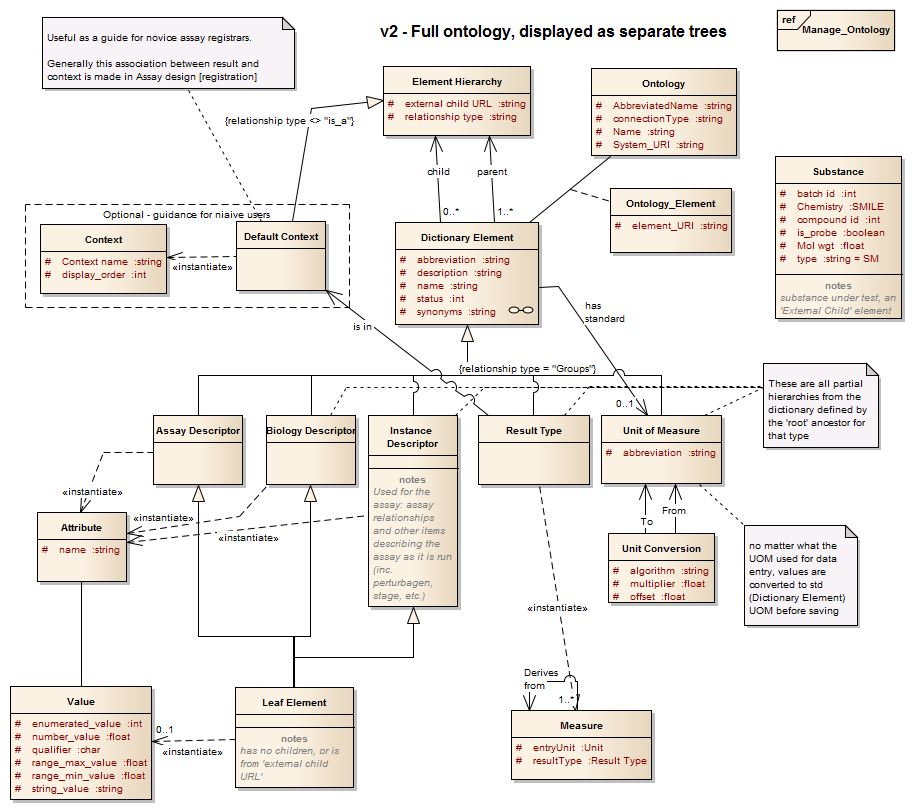 v2 - Full ontology, displayed as separate trees
ref
Manage_Ontology
Useful as a guide for novice assay registrars.
Generally this association between result and
context is made in Assay design [registration]
Element Hierarchy
# external child URL :string
# relationship type :string
Ontology
# AbbreviatedName :string
# connectionType :string
# Name :string
# System_URI :string
{relationship type <> "is_a"}
child
parent
0..*
1..*
Ontology_Element
# element_URI :string
Substance
# batch id :int
# Chemistry :SMILE
# compound id :int
# is_probe :boolean
# Mol wgt :float
# type :string = SM
notes
substance under test, an
'External Child' element
Optional - guidance for niaive users
Context
# Context name :string
# display_order :int
«instantiate»
Default Context
Dictionary Element
# abbreviation :string
# description :string
# name :string
# status :int
# synonyms :string
has
standard
is in
{relationship type = "Groups"}
0..1
These are all partial
hierarchies from the
dictionary defined by
the 'root' ancestor for
that type
Assay Descriptor
Biology Descriptor
Instance
Descriptor
notes
Used for the
assay: assay
relationships
and other items
describing the
assay as it is run
(inc.
perturbagen,
stage, etc.)
Result Type
Unit of Measure
# abbreviation :string
«instantiate»
«instantiate»
«instantiate»
Attribute
# name :string
To
From
Unit Conversion
# algorithm :string
# multiplier :float
# offset :float
no matter what the
UOM used for data
entry, values are
converted to std
(Dictionary Element)
UOM before saving
«instantiate»
Derives
from
1..*
Value
# enumerated_value :int
# number_value :float
# qualifier :char
# range_max_value :float
# range_min_value :float
# string_value :string
0..1
«instantiate»
Leaf Element
notes
has no children, or is
from 'external child
URL'
Measure
# entryUnit :Unit
# resultType :Result Type